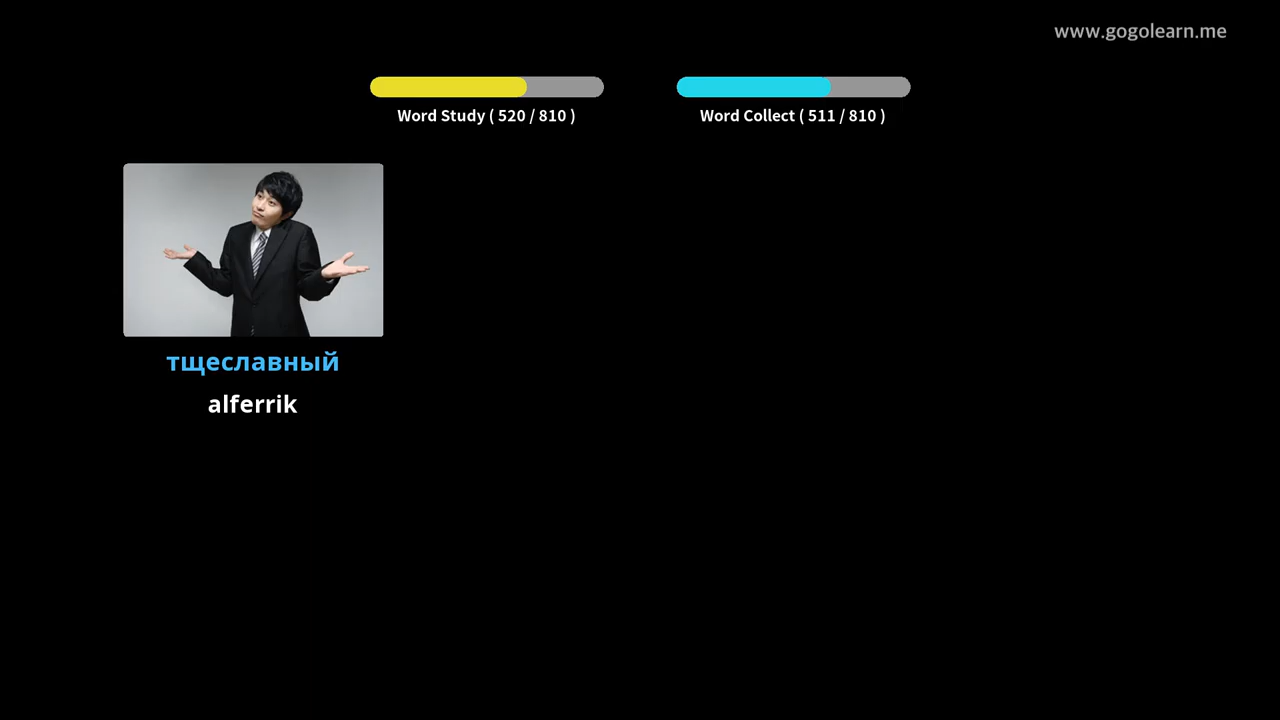 www.gogolearn.me
Word Study ( 520 / 810 )
Word Collect ( 511 / 810 )
тщеславный
alferrik